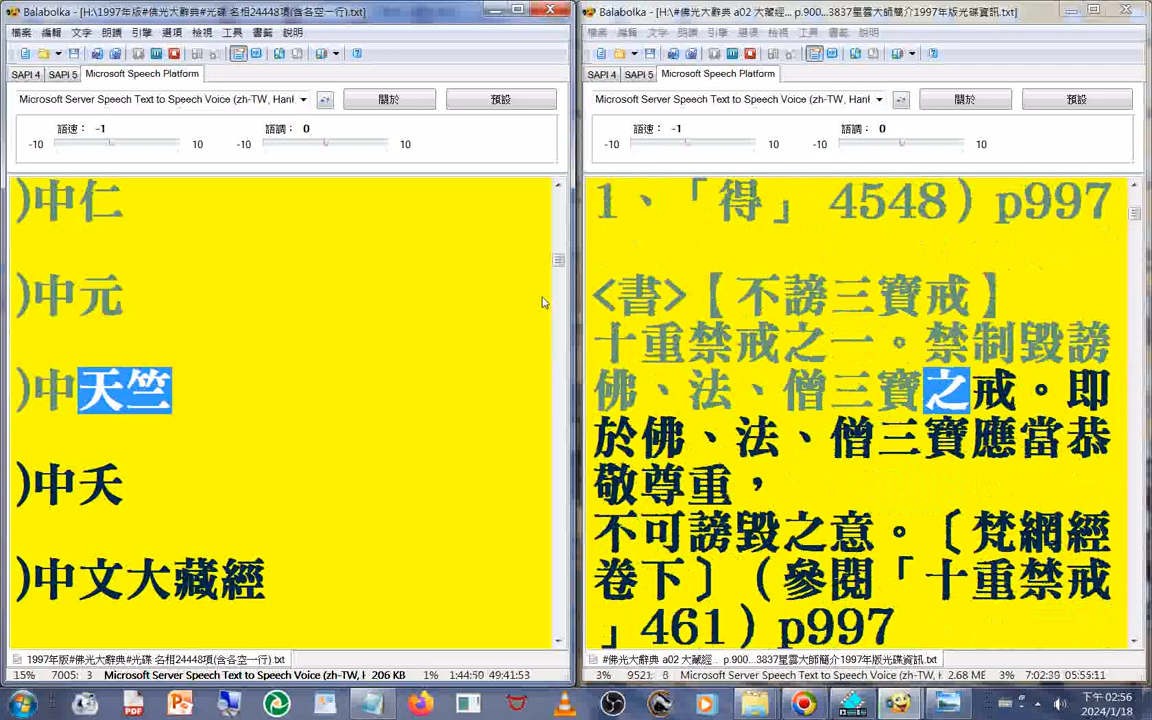 Balabolka - [H:\1997年版#佛光大辭典#光碟 名相24448項(含各空一行).txt]
檔案 編輯 文字 朗讀 引擎 選項 檢視 工具 書籤 說明
SAPI 4 SAPI 5 Microsoft Speech Platform
Microsoft Server Speech Text to Speech Voice (zh-TW, Hanl
關於
預設
語速： -1 語調： 0
-10 10 -10 10
)中仁
)中元
)中天竺
)中夭
)中文大藏經
1997年版#佛光大辭典#光碟 名相24448項(含各空一行).txt
15% 7005: 3 Microsoft Server Speech Text to Speech Voice (zh-TW, H 206 KB 1% 1:44:59 49:41:53
Balabolka - [H:\#佛光大辭典 a02 大藏經... p.900...3837星雲大師簡介1997年版光碟資訊.txt]
檔案 編輯 文字 朗讀 引擎 選項 檢視 工具 書籤 說明
SAPI 4 SAPI 5 Microsoft Speech Platform
Microsoft Server Speech Text to Speech Voice (zh-TW, Hanl
關於
預設
語速： -1 語調： 0
-10 10 -10 10
1、「得」 4548) p997
<書>【不謗三寶戒】
十重禁戒之一。禁制毀謗
佛、法、僧三寶之戒。即
於佛、法、僧三寶應當恭
敬尊重，
不可謗毀之意。〔梵網經
卷下〕(參閱「十重禁戒
」461) p997
#佛光大辭典 a02 大藏經... p.900...3837星雲大師簡介1997年版光碟資訊.txt
3% 9521: 8 Microsoft Server Speech Text to Speech Voice (zh-TW, 2.68 ME 3% 7:02:39
下午 02:56
2024/1/18